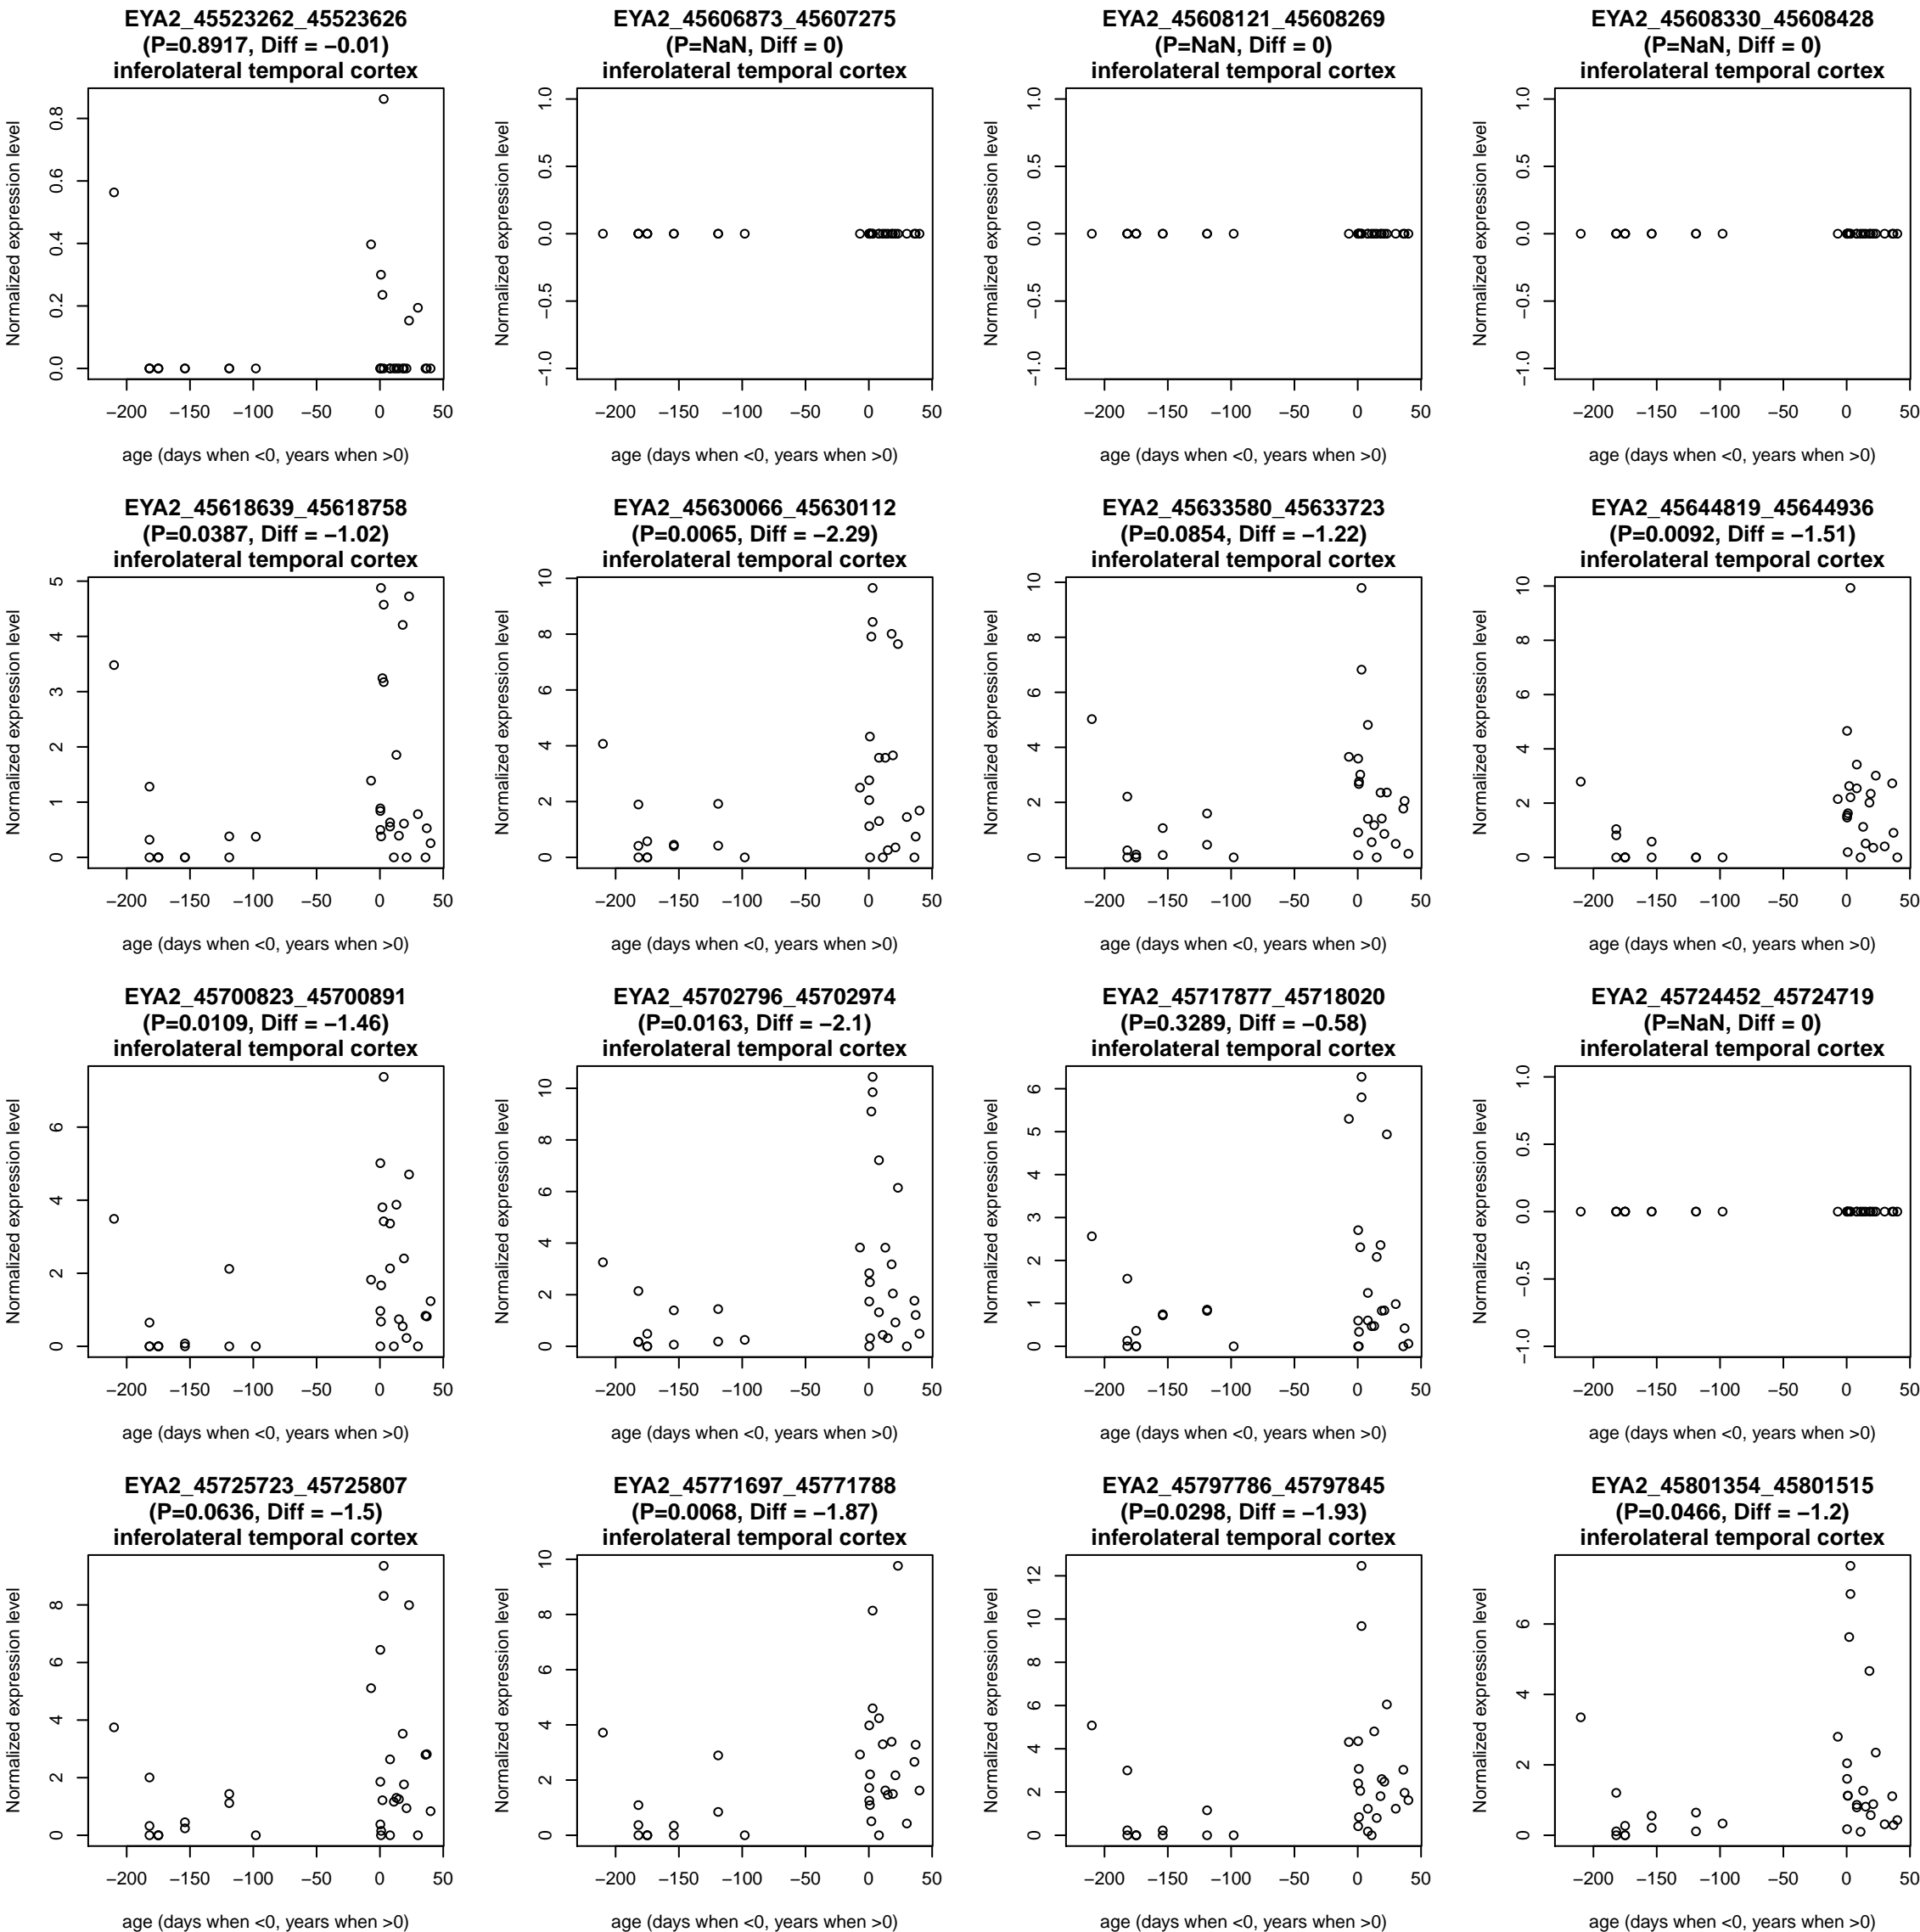 EYA2_45523262_45523626
(P=0.8917, Diff = −0.01)
inferolateral temporal cortex
Normalized expression level
0.0 0.2 0.4 0.6 0.8
−200 −150 −100 −50 0 50
age (days when <0, years when >0)
EYA2_45606873_45607275
(P=NaN, Diff = 0)
inferolateral temporal cortex
Normalized expression level
−1.0 −0.5 0.0 0.5 1.0
−200 −150 −100 −50 0 50
age (days when <0, years when >0)
EYA2_45608121_45608269
(P=NaN, Diff = 0)
inferolateral temporal cortex
Normalized expression level
−1.0 −0.5 0.0 0.5 1.0
−200 −150 −100 −50 0 50
age (days when <0, years when >0)
EYA2_45608330_45608428
(P=NaN, Diff = 0)
inferolateral temporal cortex
Normalized expression level
−1.0 −0.5 0.0 0.5 1.0
−200 −150 −100 −50 0 50
age (days when <0, years when >0)
EYA2_45618639_45618758
(P=0.0387, Diff = −1.02)
inferolateral temporal cortex
Normalized expression level
0 1 2 3 4 5
−200 −150 −100 −50 0 50
age (days when <0, years when >0)
EYA2_45630066_45630112
(P=0.0065, Diff = −2.29)
inferolateral temporal cortex
Normalized expression level
0 2 4 6 8 10
−200 −150 −100 −50 0 50
age (days when <0, years when >0)
EYA2_45633580_45633723
(P=0.0854, Diff = −1.22)
inferolateral temporal cortex
Normalized expression level
0 2 4 6 8 10
−200 −150 −100 −50 0 50
age (days when <0, years when >0)
EYA2_45644819_45644936
(P=0.0092, Diff = −1.51)
inferolateral temporal cortex
Normalized expression level
0 2 4 6 8 10
−200 −150 −100 −50 0 50
age (days when <0, years when >0)
EYA2_45700823_45700891
(P=0.0109, Diff = −1.46)
inferolateral temporal cortex
Normalized expression level
0 2 4 6
−200 −150 −100 −50 0 50
age (days when <0, years when >0)
EYA2_45702796_45702974
(P=0.0163, Diff = −2.1)
inferolateral temporal cortex
Normalized expression level
0 2 4 6 8 10
−200 −150 −100 −50 0 50
age (days when <0, years when >0)
EYA2_45717877_45718020
(P=0.3289, Diff = −0.58)
inferolateral temporal cortex
Normalized expression level
0 1 2 3 4 5 6
−200 −150 −100 −50 0 50
age (days when <0, years when >0)
EYA2_45724452_45724719
(P=NaN, Diff = 0)
inferolateral temporal cortex
Normalized expression level
−1.0 −0.5 0.0 0.5 1.0
−200 −150 −100 −50 0 50
age (days when <0, years when >0)
EYA2_45725723_45725807
(P=0.0636, Diff = −1.5)
inferolateral temporal cortex
Normalized expression level
0 2 4 6 8
−200 −150 −100 −50 0 50
age (days when <0, years when >0)
EYA2_45771697_45771788
(P=0.0068, Diff = −1.87)
inferolateral temporal cortex
Normalized expression level
0 2 4 6 8 10
−200 −150 −100 −50 0 50
age (days when <0, years when >0)
EYA2_45797786_45797845
(P=0.0298, Diff = −1.93)
inferolateral temporal cortex
Normalized expression level
0 2 4 6 8 10 12
−200 −150 −100 −50 0 50
age (days when <0, years when >0)
EYA2_45801354_45801515
(P=0.0466, Diff = −1.2)
inferolateral temporal cortex
Normalized expression level
0 2 4 6
−200 −150 −100 −50 0 50
age (days when <0, years when >0)